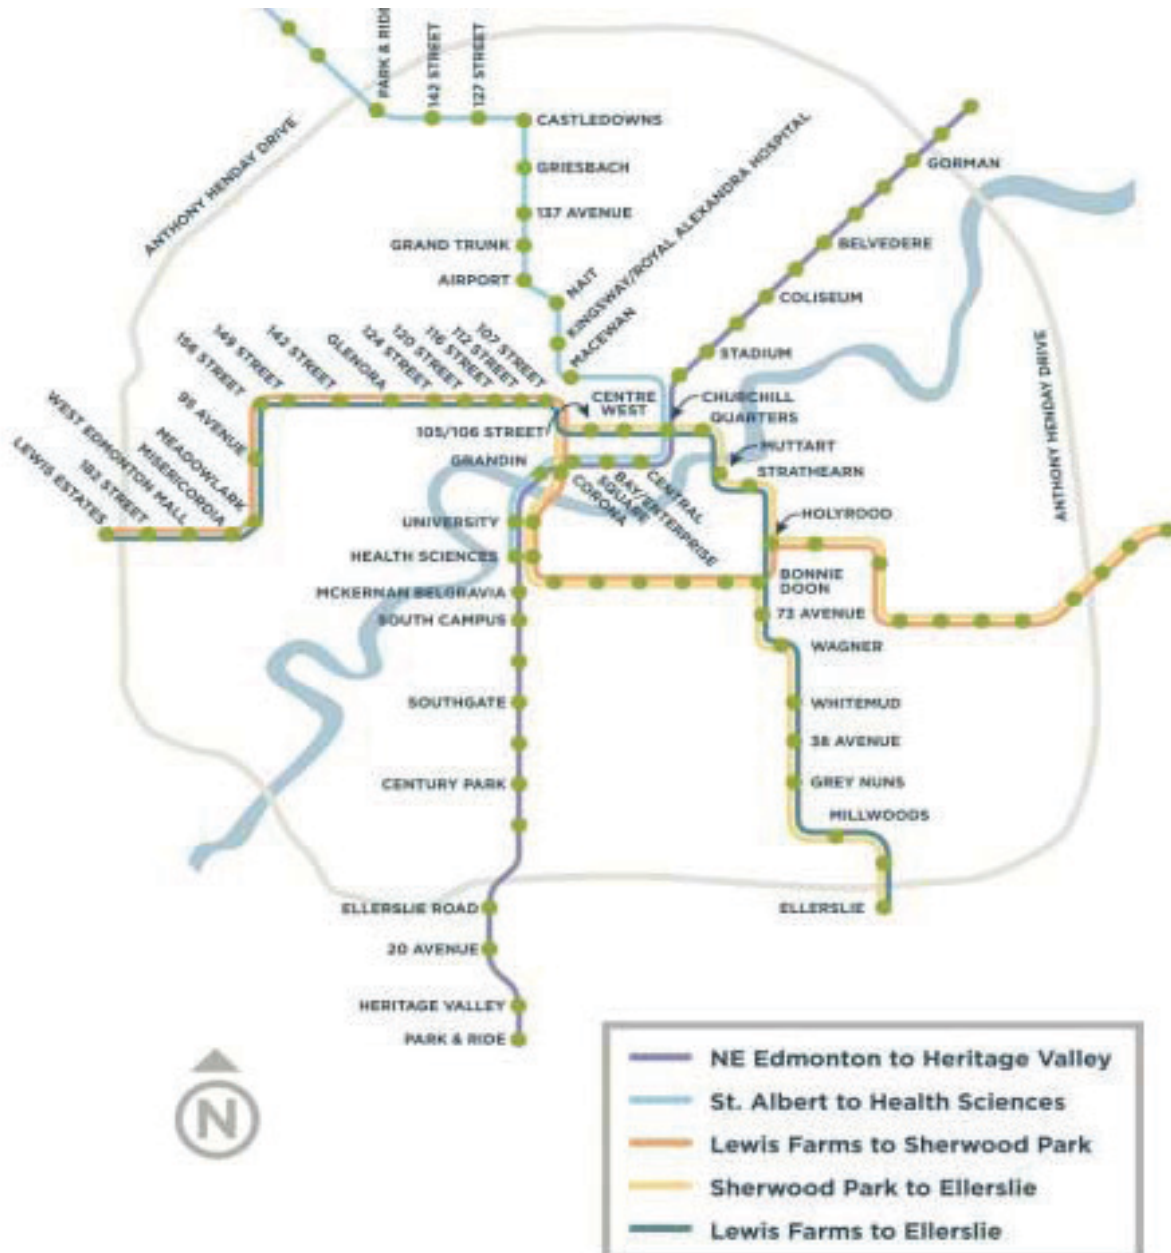 PARK & RIDE
142 STREET
127 STREET
CASTLEDOWNS
GRIESBACH
137 AVENUE
GRAND TRUNK
AIRPORT
NAIT
KINGSWAY/ROYAL ALEXANDRA HOSPITAL
MACEWAN
ANTHONY HENDAY DRIVE
GORMAN
BELVEDERE
COLISEUM
STADIUM
ANTHONY HENDAY DRIVE
CHURCHILL
QUARTERS
CENTRE
WEST
105/106 STREET
107 STREET
112 STREET
116 STREET
120 STREET
124 STREET
GLENORA
142 STREET
149 STREET
156 STREET
95 AVENUE
MEADOWLARK
MISERICORDIA
WEST EDMONTON MALL
182 STREET
LEWIS ESTATES
MUTTART
STRATHEARN
HOLYROOD
GRANDIN
CORONA
BAY/ENTERPRISE
SQUARE
CENTRAL
UNIVERSITY
HEALTH SCIENCES
MCKERNAN BELGRAVIA
SOUTH CAMPUS
SOUTHGATE
CENTURY PARK
ELLERSLIE ROAD
20 AVENUE
HERITAGE VALLEY
PARK & RIDE
BONNIE
DOON
73 AVENUE
WAGNER
WHITEMUD
38 AVENUE
GREY NUNS
MILLWOODS
ELLERSLIE
N
NE Edmonton to Heritage Valley
St. Albert to Health Sciences
Lewis Farms to Sherwood Park
Sherwood Park to Ellerslie
Lewis Farms to Ellerslie